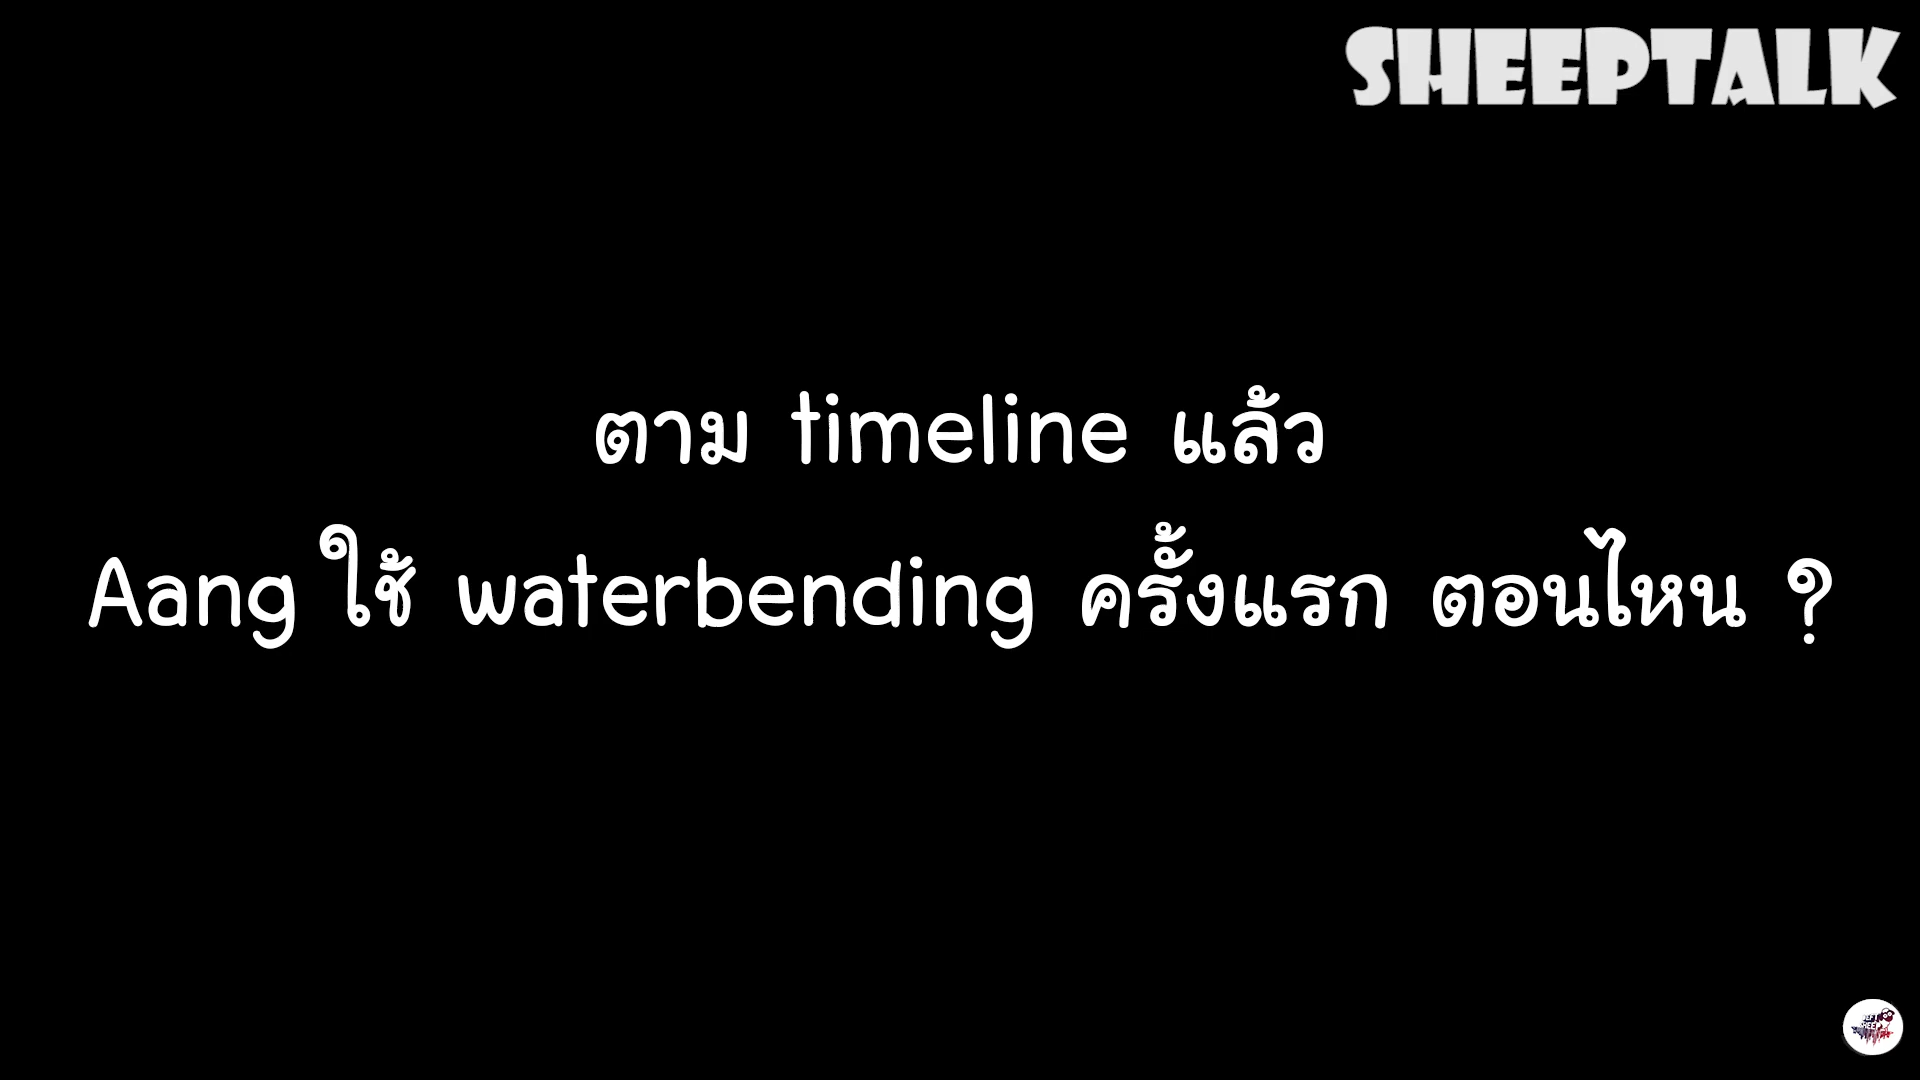 SHEEPTALK
ตาม timeline แล้ว
Aang ใช้ waterbending ครั้งแรก ตอนไหน ?